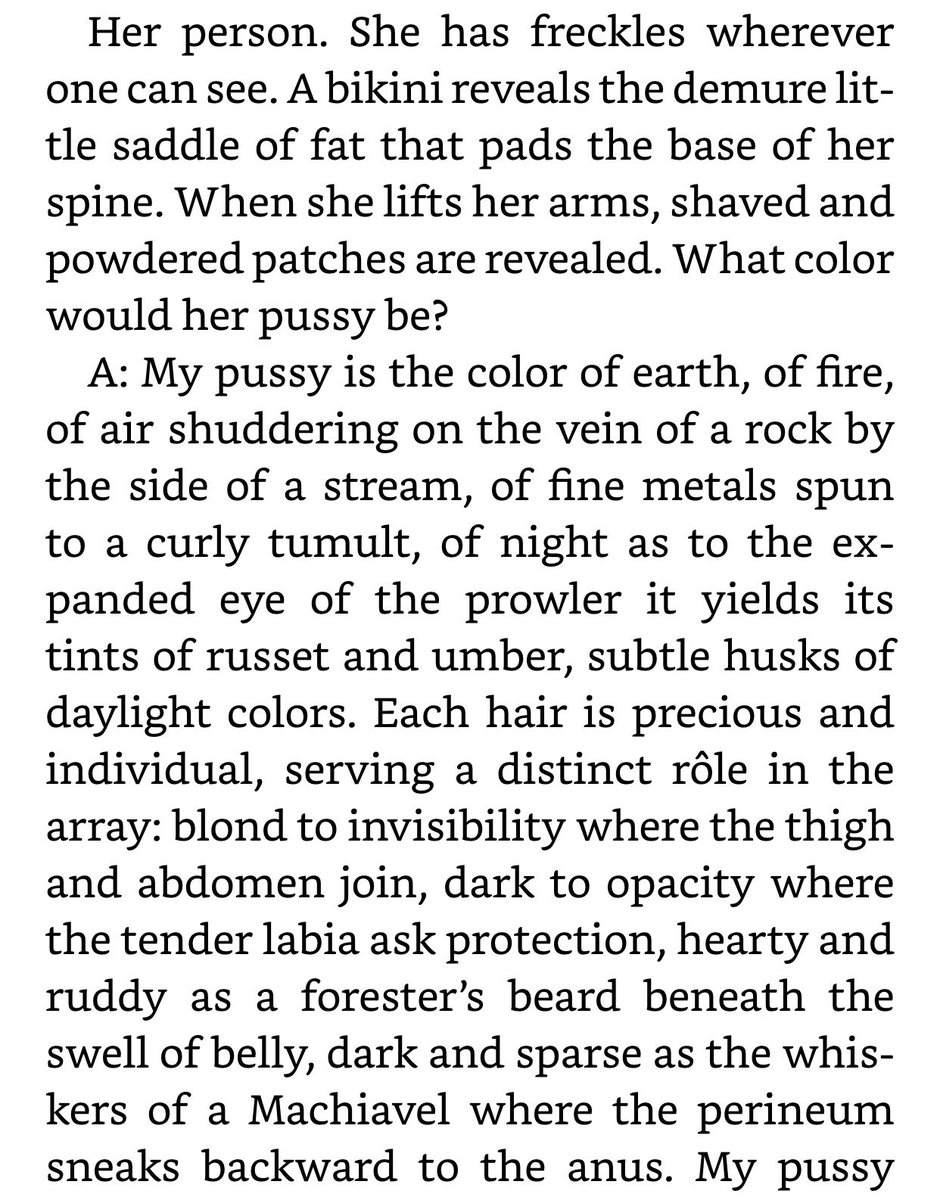 Her person. She has freckles wherever
one can see. A bikini reveals the demure lit-
tle saddle of fat that pads the base of her
spine. When she lifts her arms, shaved and
powdered patches are revealed. What color
would her pussy be?
A: My pussy is the color of earth, of fire,
of air shuddering on the vein of a rock by
the side of a stream, of fine metals spun
to a curly tumult, of night as to the ex-
panded eye of the prowler it yields its
tints of russet and umber, subtle husks of
daylight colors. Each hair is precious and
individual, serving a distinct rôle in the
array: blond to invisibility where the thigh
and abdomen join, dark to opacity where
the tender labia ask protection, hearty and
ruddy as a forester’s beard beneath the
swell of belly, dark and sparse as the whis-
kers of a Machiavel where the perineum
sneaks backward to the anus. My pussy